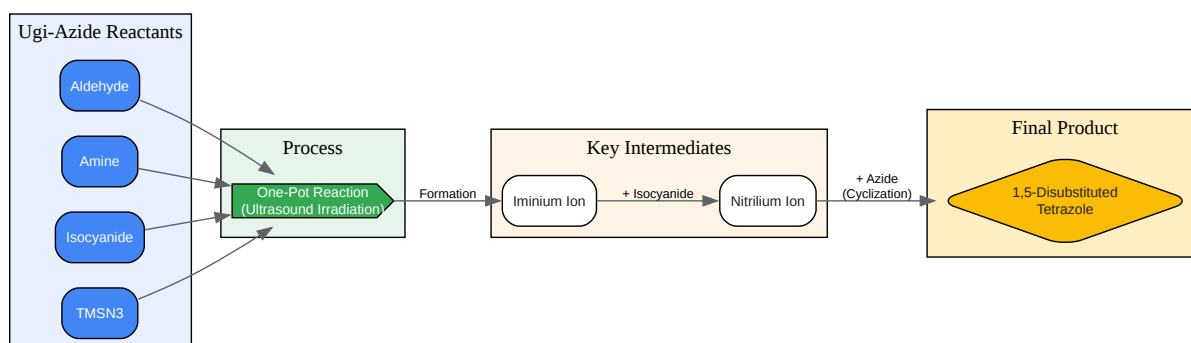 Ugi-Azide Reactants
Aldehyde
Amine
Isocyanide
TMSN3
Process
One-Pot Reaction
(Ultrasound Irradiation)
Formation
Key Intermediates
Iminium Ion
+ Isocyanide
Nitrilium Ion
+ Azide
(Cyclization)
Final Product
1,5-Disubstituted
Tetrazole